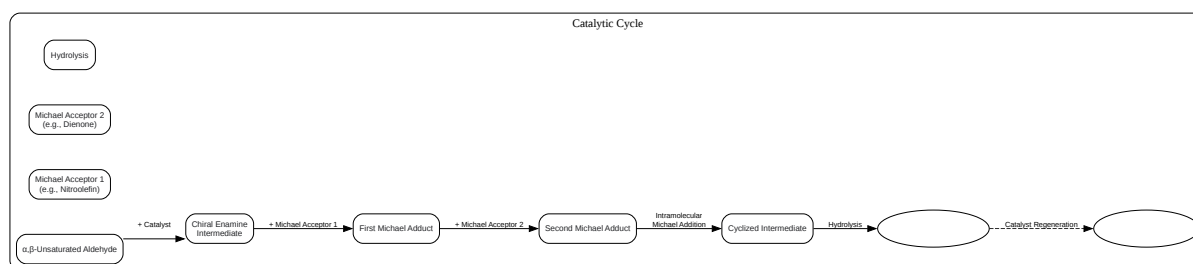 Catalytic Cycle
Hydrolysis
Michael Acceptor 2
(e.g., Dienone)
Michael Acceptor 1
(e.g., Nitroolefin)
α,β-Unsaturated Aldehyde
+ Catalyst
Chiral Enamine
Intermediate
+ Michael Acceptor 1
First Michael Adduct
+ Michael Acceptor 2
Second Michael Adduct
Intramolecular
Michael Addition
Cyclized Intermediate
Hydrolysis
Catalyst Regeneration